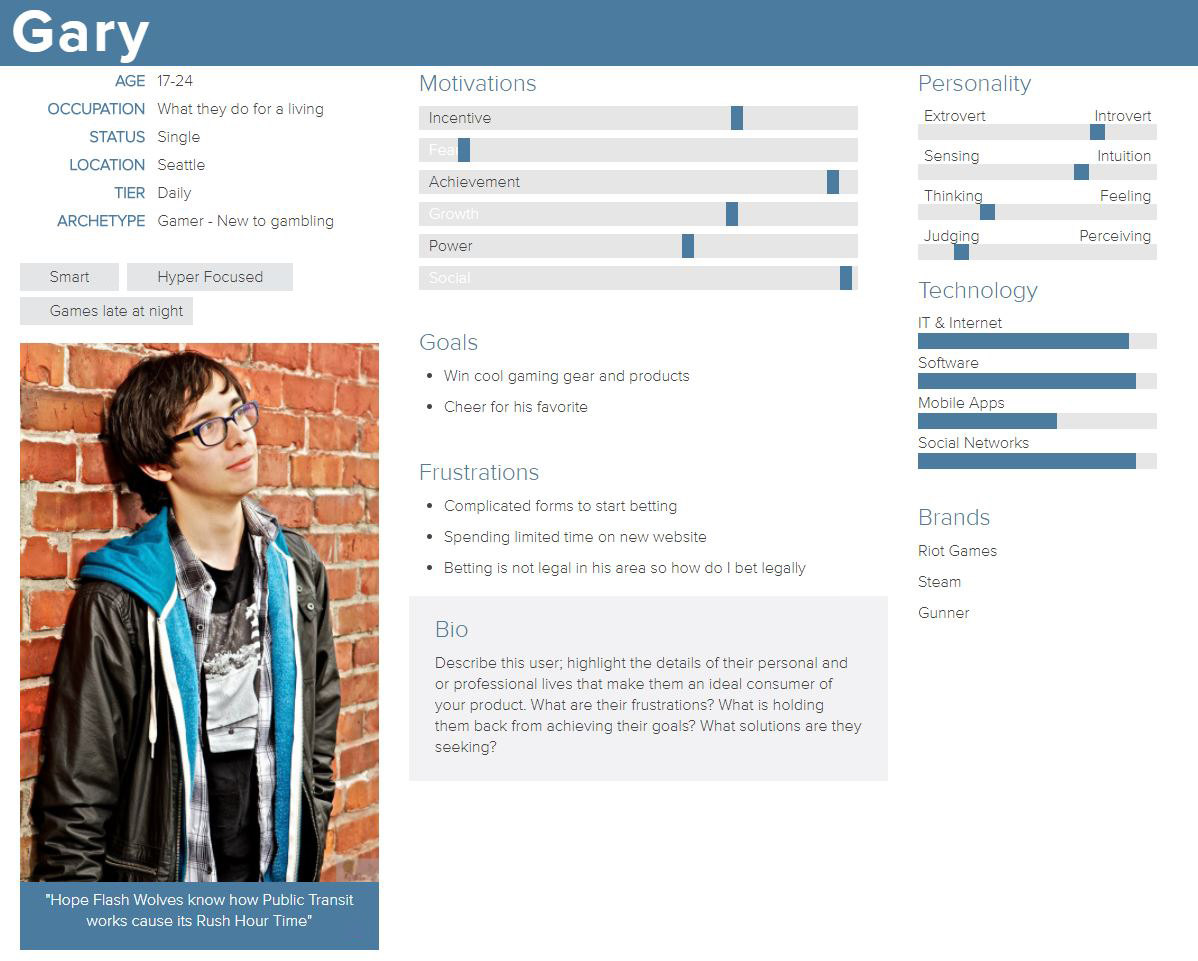 Gary
AGE 17-24
OCCUPATION What they do for a living
STATUS Single
LOCATION Seattle
TIER Daily
ARCHETYPE Gamer - New to gambling
Smart Hyper Focused
Games late at night
"Hope Flash Wolves know how Public Transit
works cause its Rush Hour Time"
Motivations
Incentive
Fear
Achievement
Growth
Power
Social
Goals
• Win cool gaming gear and products
• Cheer for his favorite
Frustrations
• Complicated forms to start betting
• Spending limited time on new website
• Betting is not legal in his area so how do I bet legally
Bio
Describe this user; highlight the details of their personal and
or professional lives that make them an ideal consumer of
your product. What are their frustrations? What is holding
them back from achieving their goals? What solutions are they
seeking?
Personality
Extrovert Introvert
Sensing Intuition
Thinking Feeling
Judging Perceiving
Technology
IT & Internet
Software
Mobile Apps
Social Networks
Brands
Riot Games
Steam
Gunner